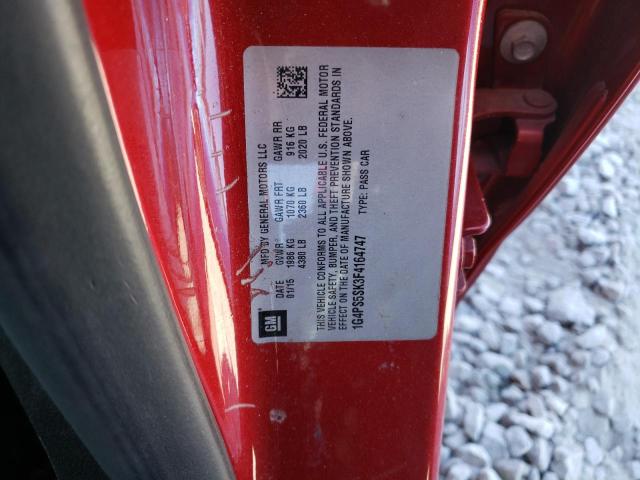 GM
MFD BY GENERAL MOTORS LLC
DATE GVWR GAWR FRT GAWR RR
01/15 1986 KG 1070 KG 916 KG
4380 LB 2360 LB 2020 LB
THIS VEHICLE CONFORMS TO ALL APPLICABLE U.S. FEDERAL MOTOR
VEHICLE SAFETY, BUMPER, AND THEFT PREVENTION STANDARDS IN
EFFECT ON THE DATE OF MANUFACTURE SHOWN ABOVE.
1G4PS5SK3F4164747 TYPE: PASS CAR